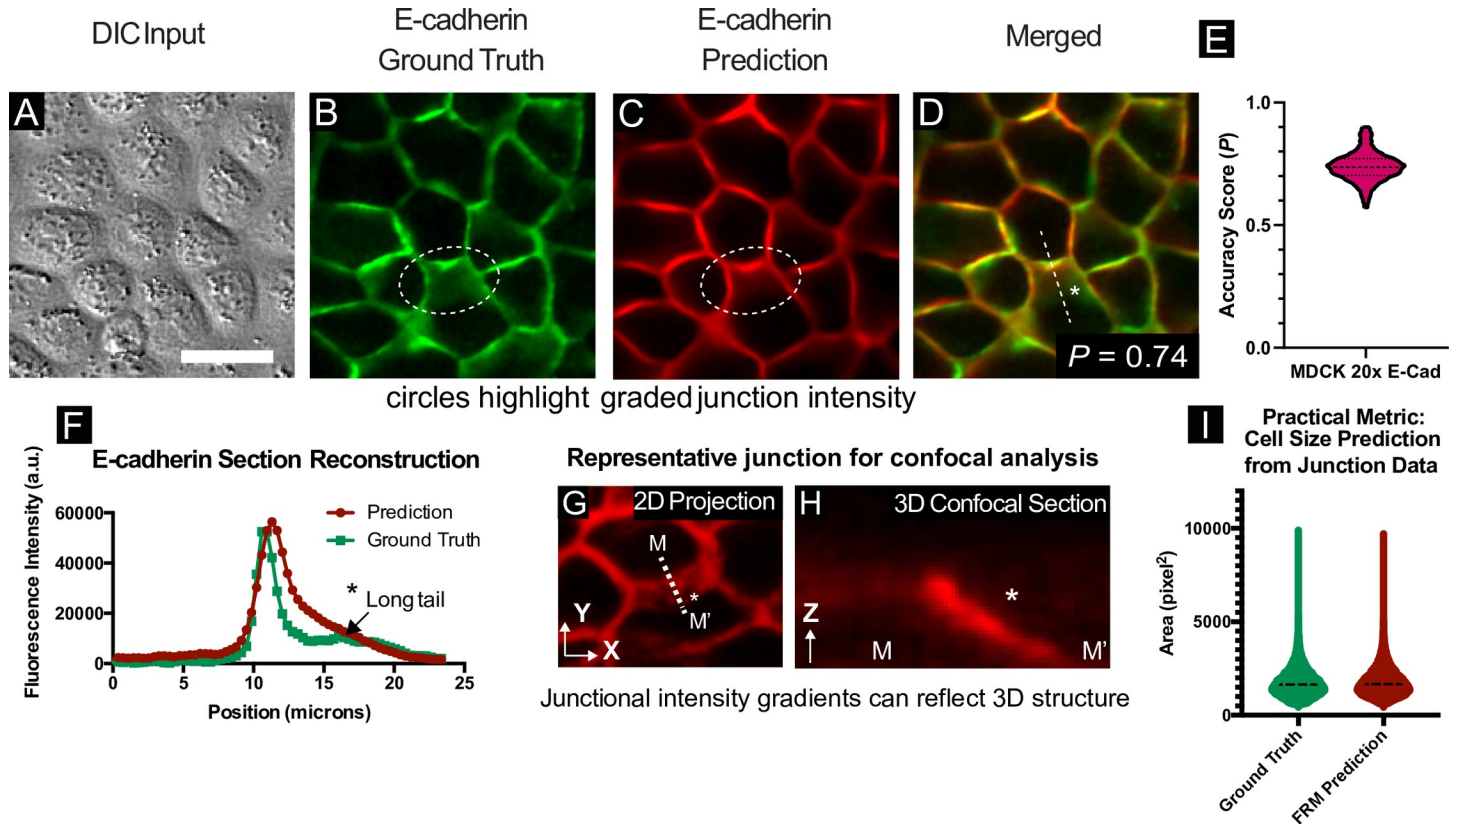 DIC Input
E-cadherin
Ground Truth
E-cadherin
Prediction
Merged
E
A
B
C
D
*
P = 0.74
Accuracy Score (P)
1.0
0.5
0.0
MDCK 20x E-Cad
circles highlight graded junction intensity
F
E-cadherin Section Reconstruction
Fluorescence Intensity (a.u.)
60000
40000
20000
0
Prediction
Ground Truth
*
Long tail
0
5
10
15
20
25
Position (microns)
Representative junction for confocal analysis
G
2D Projection
M
*
M'
Y
X
H
3D Confocal Section
*
Z
M
M'
Junctional intensity gradients can reflect 3D structure
I
Practical Metric:
Cell Size Prediction
from Junction Data
Area (pixel²)
10000
5000
0
Ground Truth
FRM Prediction